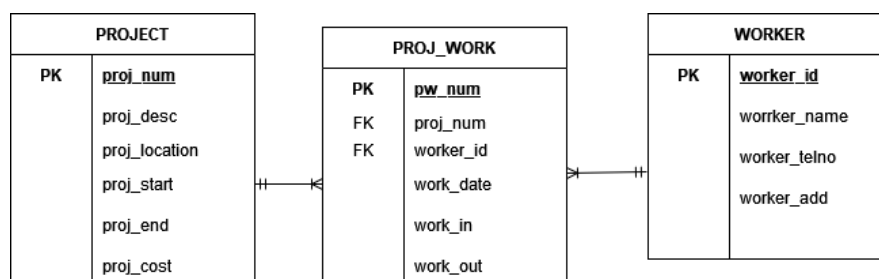 PROJECT
PK proj_num
proj_desc
proj_location
proj_start
proj_end
proj_cost
PROJ_WORK
PK pw_num
FK proj_num
FK worker_id
work_date
work_in
work_out
WORKER
PK worker_id
worrker_name
worker_telno
worker_add